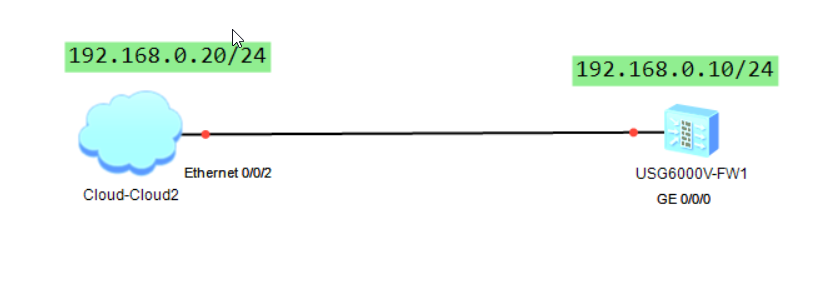 192.168.0.20/24
192.168.0.10/24
Ethernet 0/0/2
USG6000V-FW1
Cloud-Cloud2
GE 0/0/0